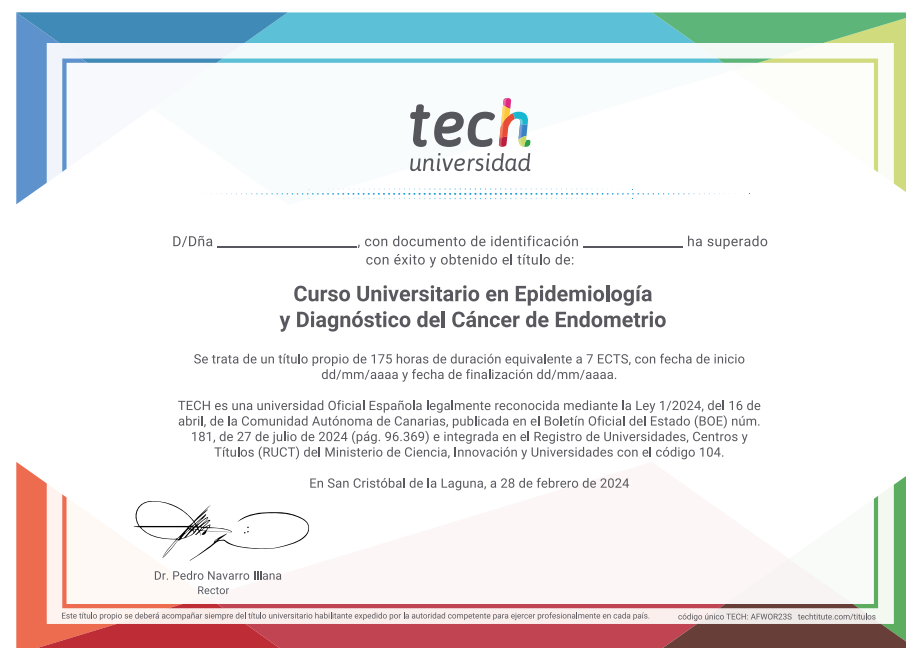 tech
universidad
D/Dña ____________________, con documento de identificación ______________ ha superado
con éxito y obtenido el título de:
Curso Universitario en Epidemiología
y Diagnóstico del Cáncer de Endometrio
Se trata de un título propio de 175 horas de duración equivalente a 7 ECTS, con fecha de inicio
dd/mm/aaaa y fecha de finalización dd/mm/aaaa.
TECH es una universidad Oficial Española legalmente reconocida mediante la Ley 1/2024, del 16 de
abril, de la Comunidad Autónoma de Canarias, publicada en el Boletín Oficial del Estado (BOE) núm.
181, de 27 de julio de 2024 (pág. 96.369) e integrada en el Registro de Universidades, Centros y
Títulos (RUCT) del Ministerio de Ciencia, Innovación y Universidades con el código 104.
En San Cristóbal de la Laguna, a 28 de febrero de 2024
Dr. Pedro Navarro Illana
Rector
Este título propio se deberá acompañar siempre del título universitario habilitante expedido por la autoridad competente para ejercer profesionalmente en cada país.
código único TECH: AFWOR23S techtitute.com/titulos